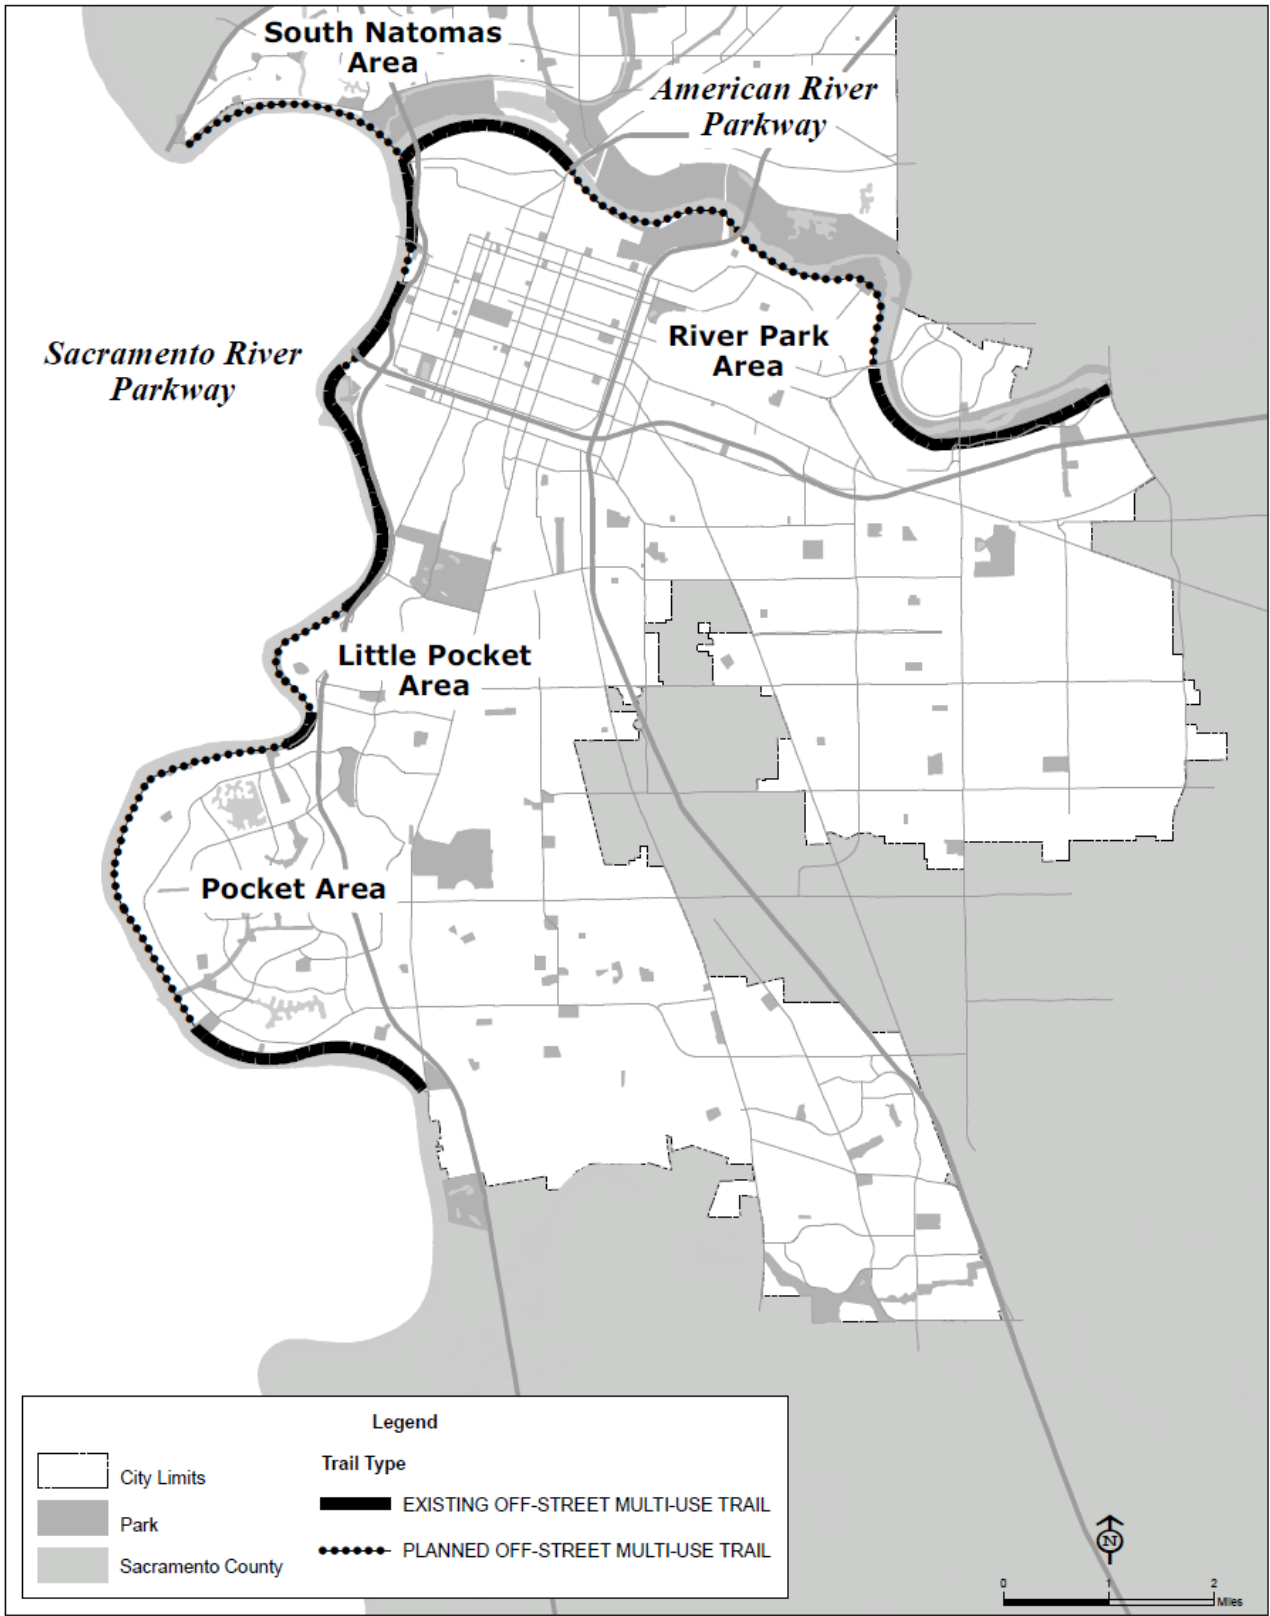 South Natomas
Area
American River
Parkway
River Park
Area
Sacramento River
Parkway
Little Pocket
Area
Pocket Area
Legend
City Limits
Park
Sacramento County
Trail Type
EXISTING OFF-STREET MULTI-USE TRAIL
PLANNED OFF-STREET MULTI-USE TRAIL
N
0 1 2
Miles